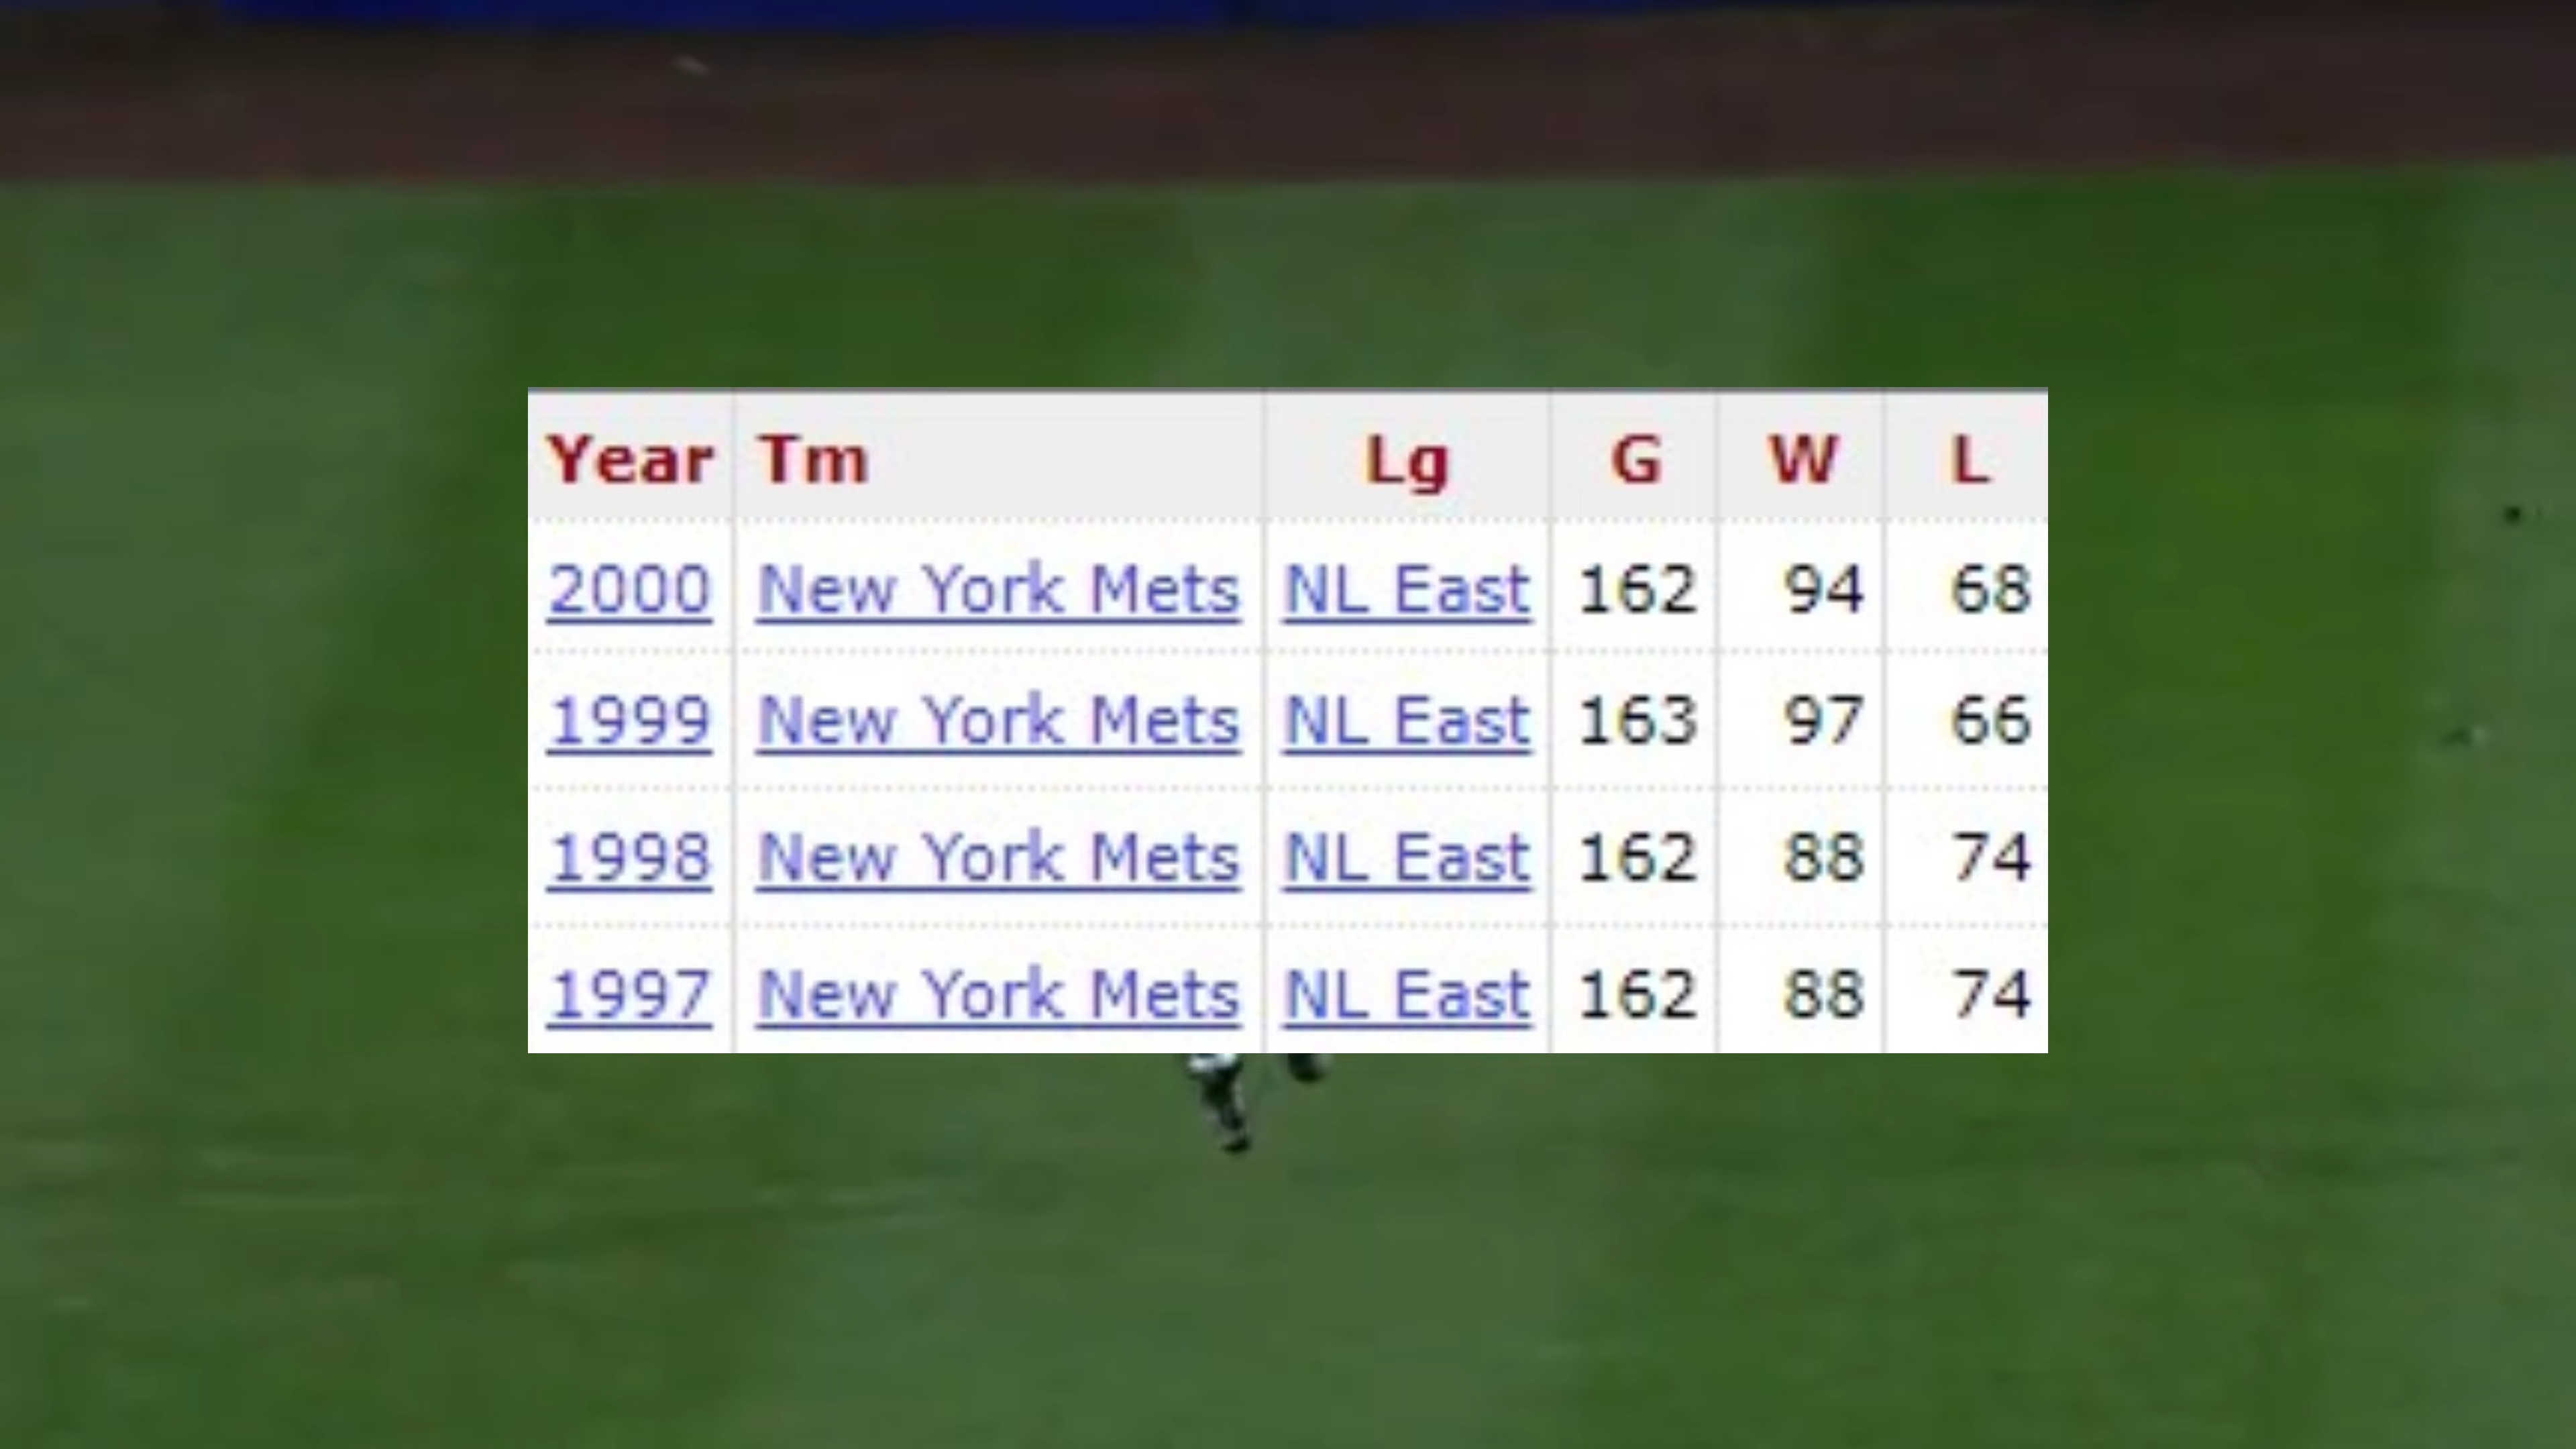 Year Tm Lg G W L
2000 New York Mets NL East 162 94 68
1999 New York Mets NL East 163 97 66
1998 New York Mets NL East 162 88 74
1997 New York Mets NL East 162 88 74